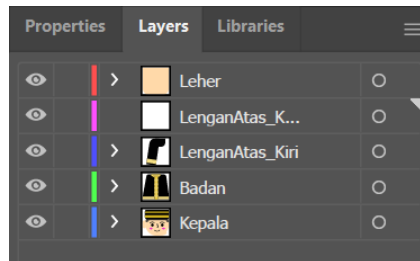 Properties Layers Libraries
Leher
LenganAtas_K...
LenganAtas_Kiri
Badan
Kepala